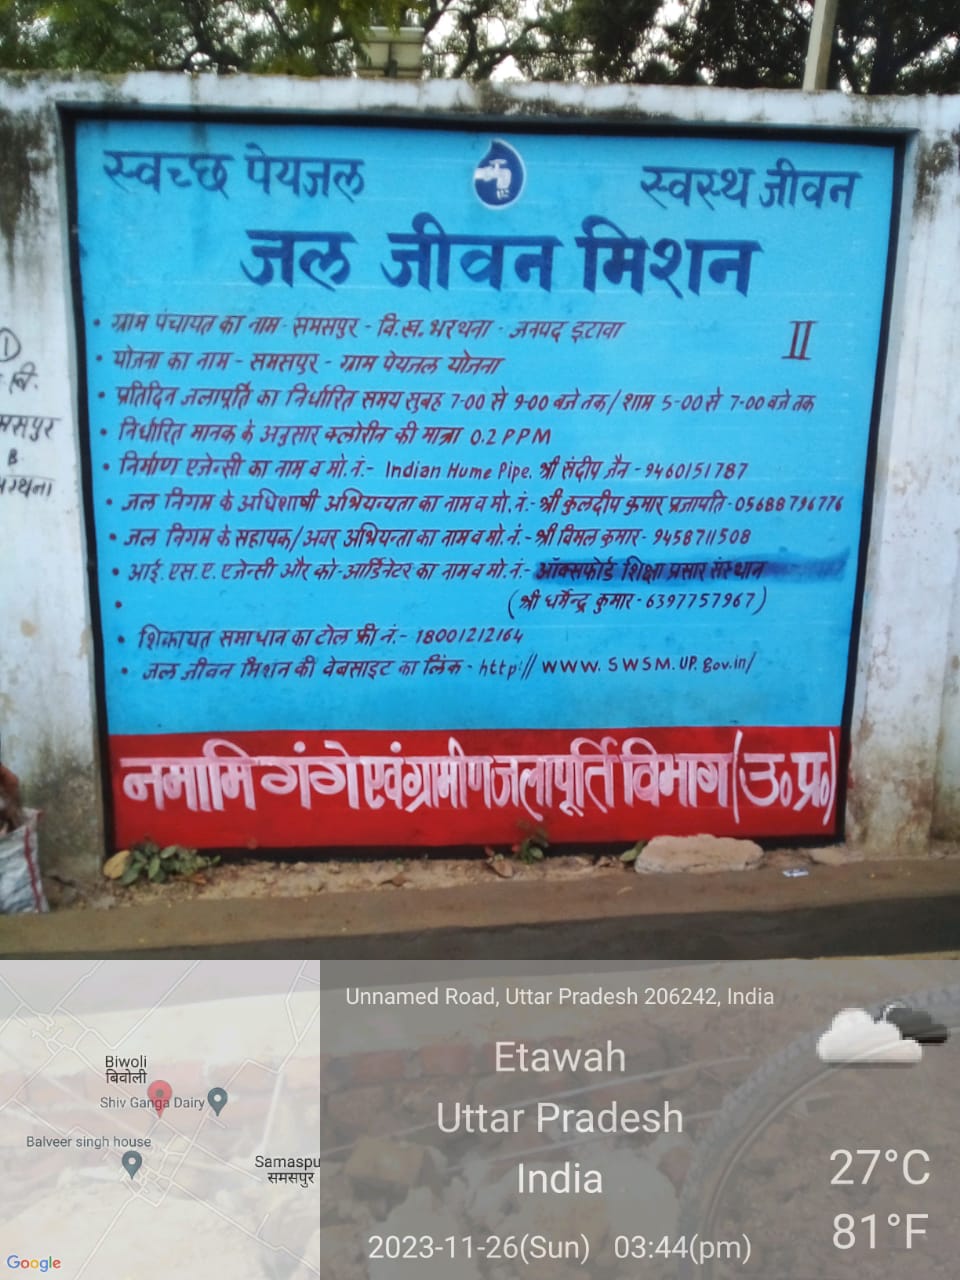 स्वच्छ पेयजल
स्वस्थ जीवन
जल जीवन मिशन
II
• ग्राम पंचायत का नाम - समसपुर - वि.ख. भरथना - जनपद इटावा
• योजना का नाम - समसपुर - ग्राम पेयजल योजना
• प्रतिदिन जलापूर्ति का निर्धारित समय सुबह 7-00 से 9-00 बजे तक / शाम 5-00 से 7-00 बजे तक
• निर्धारित मानक के अनुसार क्लोरीन की मात्रा 0.2 PPM
• निर्माण एजेन्सी का नाम व मो.नं.- Indian Hume Pipe. श्री संदीप जैन - 9460151787
• जल निगम के अधिशाषी अभियन्यता का नाम व मो.नं.- श्री कुलदीप कुमार प्रजापति - 05688796776
• जल निगम के सहायक/अवर अभियन्ता का नाम व मो.नं.- श्री विमल कुमार - 9458711508
• आई.एस.ए. एजेन्सी और को-आर्डिनेटर का नाम व मो.नं.- ऑक्सफोर्ड शिक्षा प्रसार संस्थान
• (श्री धर्मेन्द्र कुमार - 6397757967)
• शिकायत समाधान का टोल फ्री नं.- 18001212164
• जल जीवन मिशन की वेबसाइट का लिंक - http:// www.SWSM.UP.Gov.in/
नमामि गंगे एवं ग्रामीण जलापूर्ति विभाग (उ॰प्र॰)
1
वि.
समसपुर
B.
भरथना
Biwoli
बिवोली
Shiv Ganga Dairy
Balveer singh house
Samaspu
समसपुर
Google
Unnamed Road, Uttar Pradesh 206242, India
Etawah
Uttar Pradesh
India
2023-11-26(Sun) 03:44(pm)
27°C
81°F